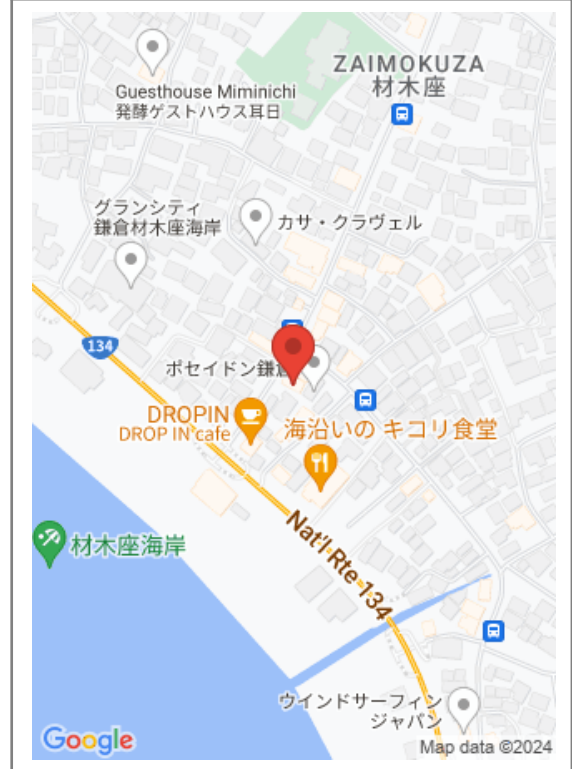 ZAIMOKUZA
材木座
Guesthouse Miminichi
発酵ゲストハウス耳日
グランシティ
鎌倉材木座海岸
カサ・クラヴェル
134
ポセイドン鎌倉
DROPIN
DROP IN cafe
海沿いの キコリ食堂
Nat'l Rte 134
材木座海岸
ウインドサーフィン
ジャパン
Google
Map data ©2024